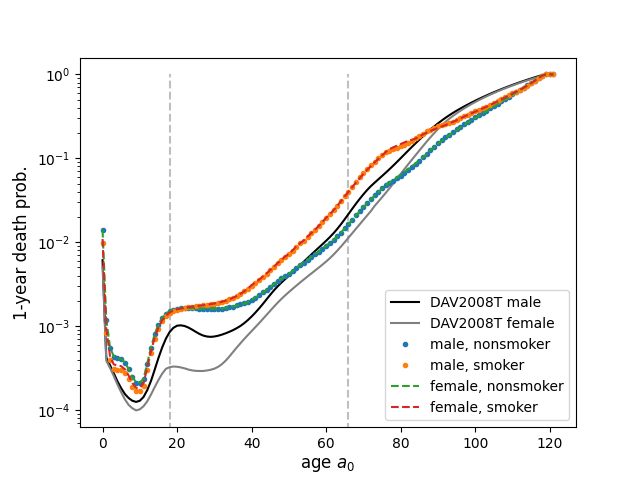 10⁰
10⁻¹
10⁻²
10⁻³
10⁻⁴
1-year death prob.
DAV2008T male
DAV2008T female
male, nonsmoker
male, smoker
female, nonsmoker
female, smoker
0 20 40 60 80 100 120
age a₀